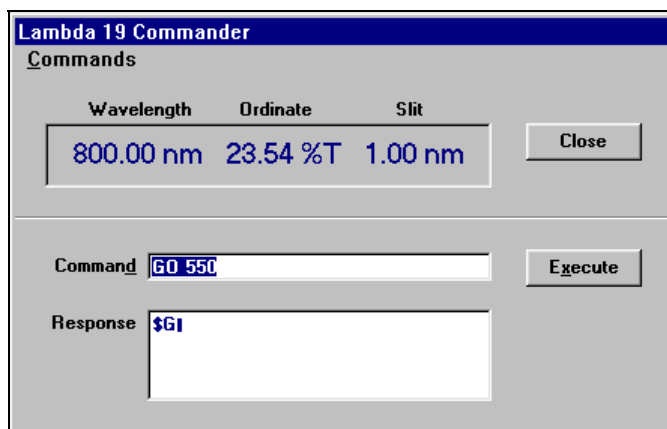 Lambda 19 Commander
Commands
Wavelength Ordinate Slit
800.00 nm 23.54 %T 1.00 nm
Close
Command GO 550
Execute
Response $G